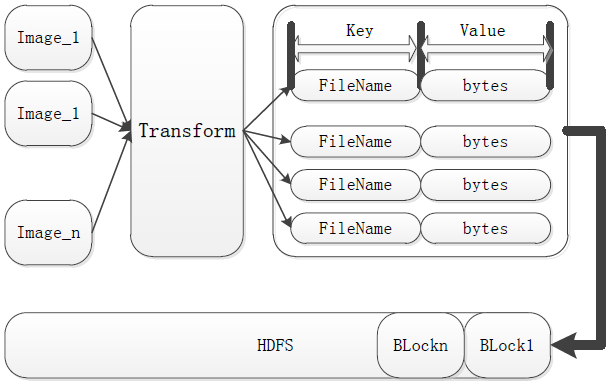 Image_1
Image_1
Image_n
Transform
Key Value
FileName bytes
FileName bytes
FileName bytes
FileName bytes
HDFS BLockn BLock1